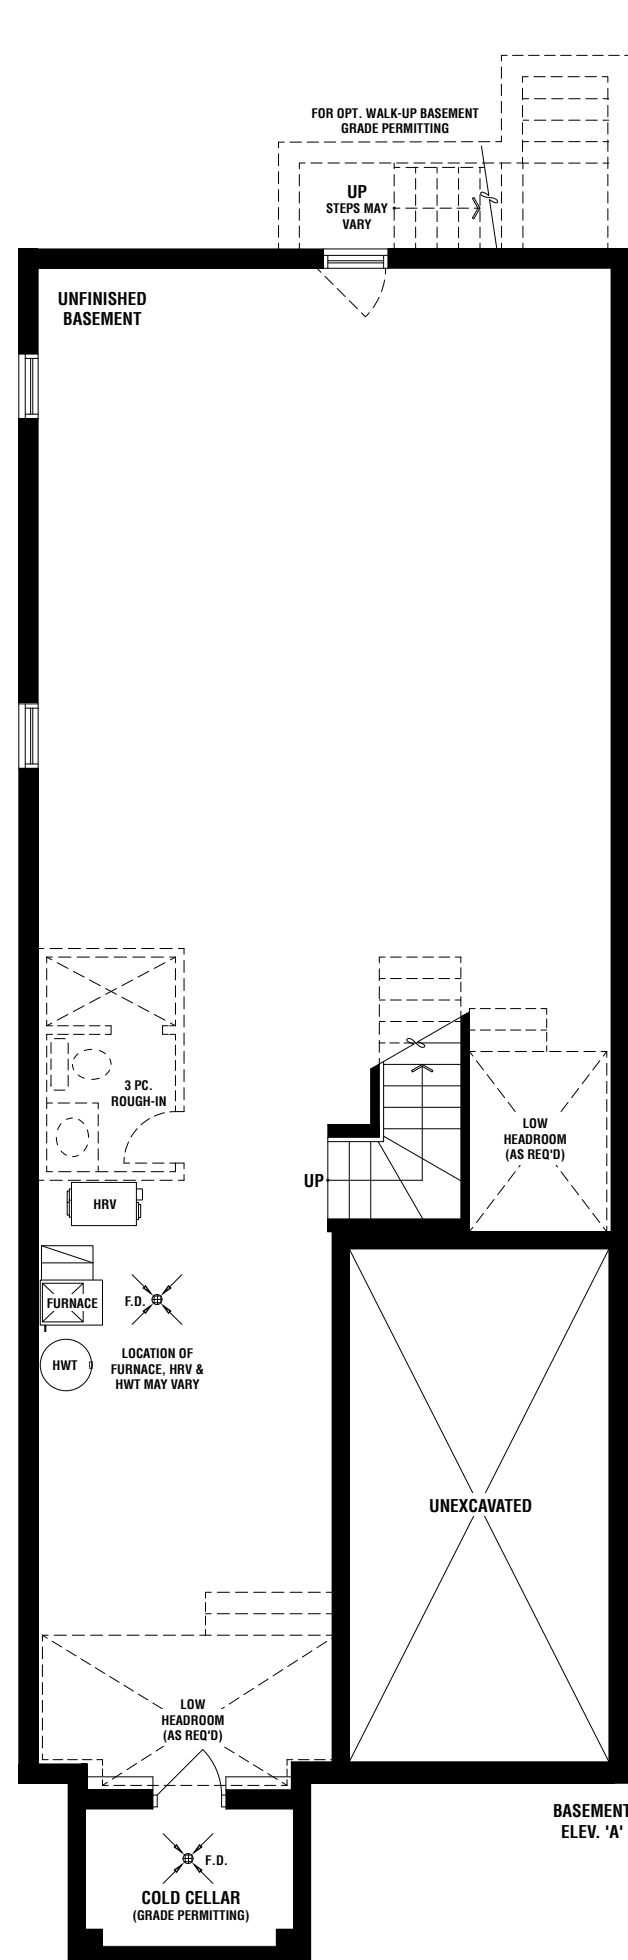 FOR OPT. WALK-UP BASEMENT
GRADE PERMITTING
UP
STEPS MAY
VARY
UNFINISHED
BASEMENT
3 PC.
ROUGH-IN
LOW
HEADROOM
(AS REQ'D)
UP
HRV
FURNACE
F.D.
LOCATION OF
FURNACE, HRV &
HWT MAY VARY
HWT
UNEXCAVATED
LOW
HEADROOM
(AS REQ'D)
BASEMENT
ELEV. 'A'
F.D.
COLD CELLAR
(GRADE PERMITTING)